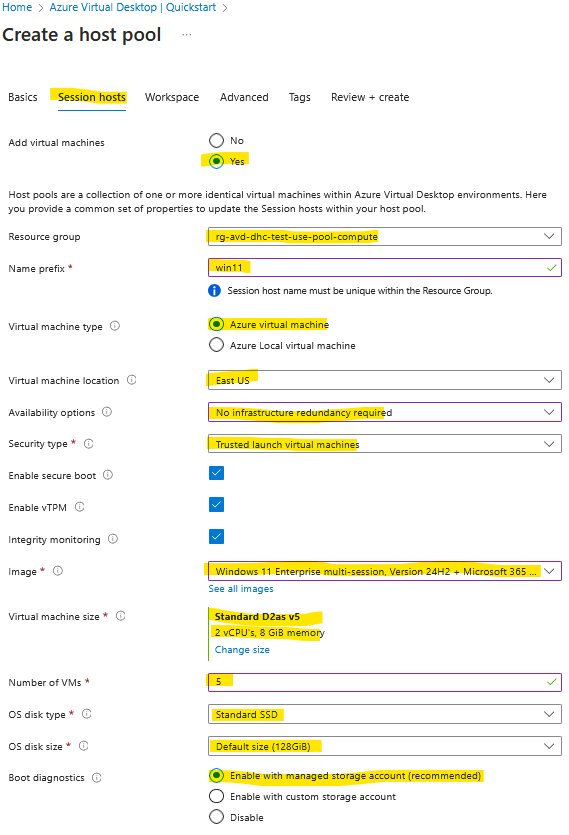 Home > Azure Virtual Desktop | Quickstart >
Create a host pool ...
Basics Session hosts Workspace Advanced Tags Review + create
Add virtual machines
No
Yes
Host pools are a collection of one or more identical virtual machines within Azure Virtual Desktop environments. Here
you provide a common set of properties to update the Session hosts within your host pool.
Resource group rg-avd-dhc-test-use-pool-compute
Name prefix * win11
Session host name must be unique within the Resource Group.
Virtual machine type Azure virtual machine
Azure Local virtual machine
Virtual machine location East US
Availability options No infrastructure redundancy required
Security type * Trusted launch virtual machines
Enable secure boot
Enable vTPM
Integrity monitoring
Image * Windows 11 Enterprise multi-session, Version 24H2 + Microsoft 365 ...
See all images
Virtual machine size * Standard D2as v5
2 vCPU's, 8 GiB memory
Change size
Number of VMs * 5
OS disk type * Standard SSD
OS disk size * Default size (128GiB)
Boot diagnostics Enable with managed storage account (recommended)
Enable with custom storage account
Disable